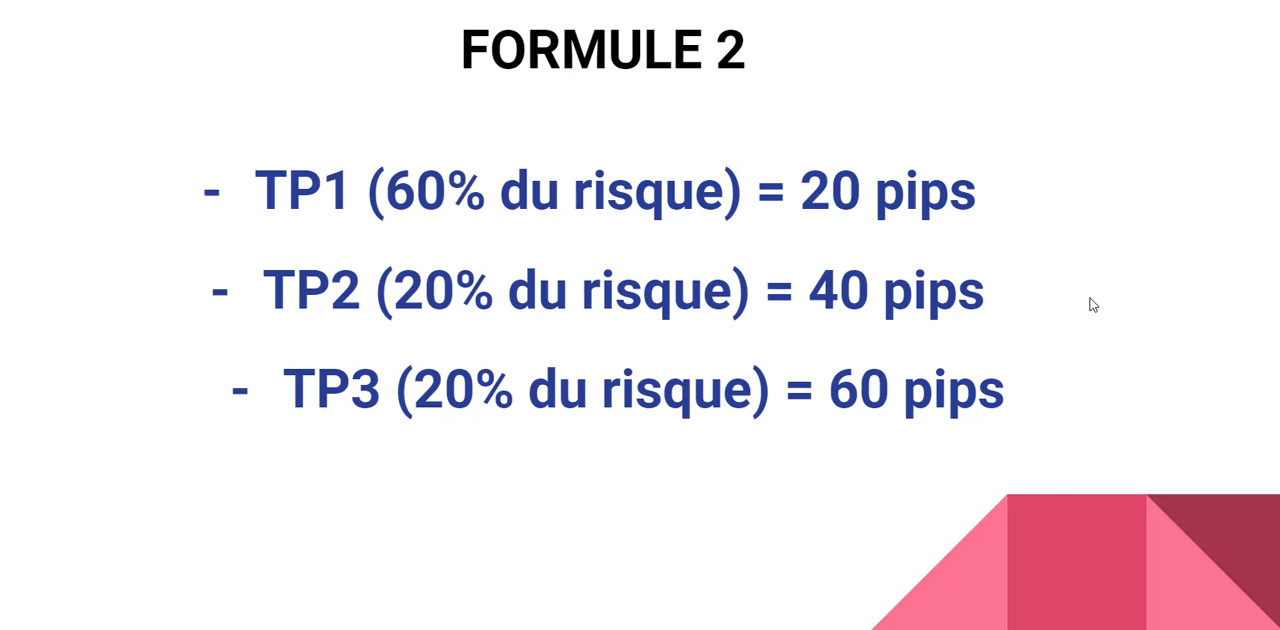 FORMULE 2
- TP1 (60% du risque) = 20 pips
- TP2 (20% du risque) = 40 pips
- TP3 (20% du risque) = 60 pips